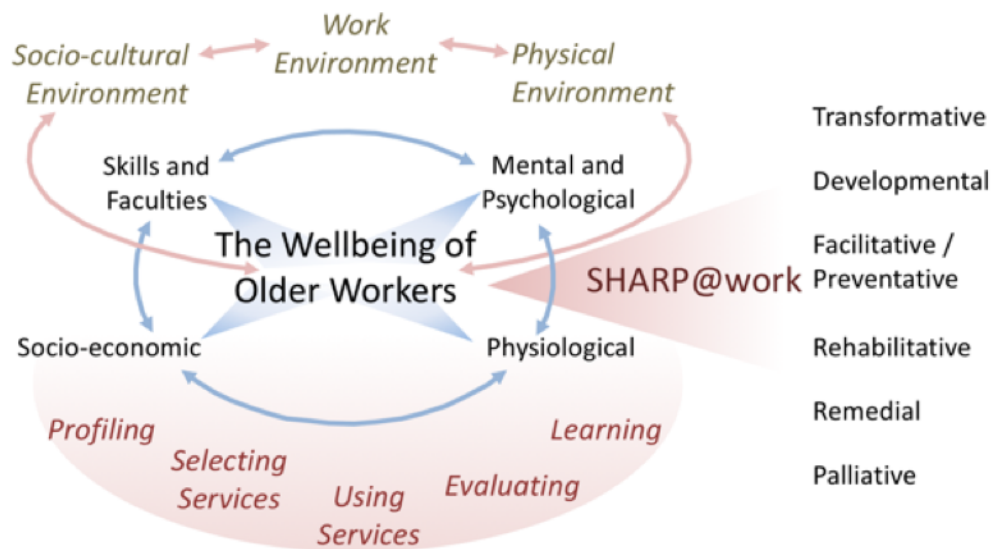 Work
Environment
Socio-cultural
Environment
Physical
Environment
Skills and
Faculties
Mental and
Psychological
The Wellbeing of
Older Workers
Socio-economic
Physiological
SHARP@work
Transformative
Developmental
Facilitative /
Preventative
Rehabilitative
Remedial
Palliative
Profiling
Selecting
Services
Using
Services
Evaluating
Learning